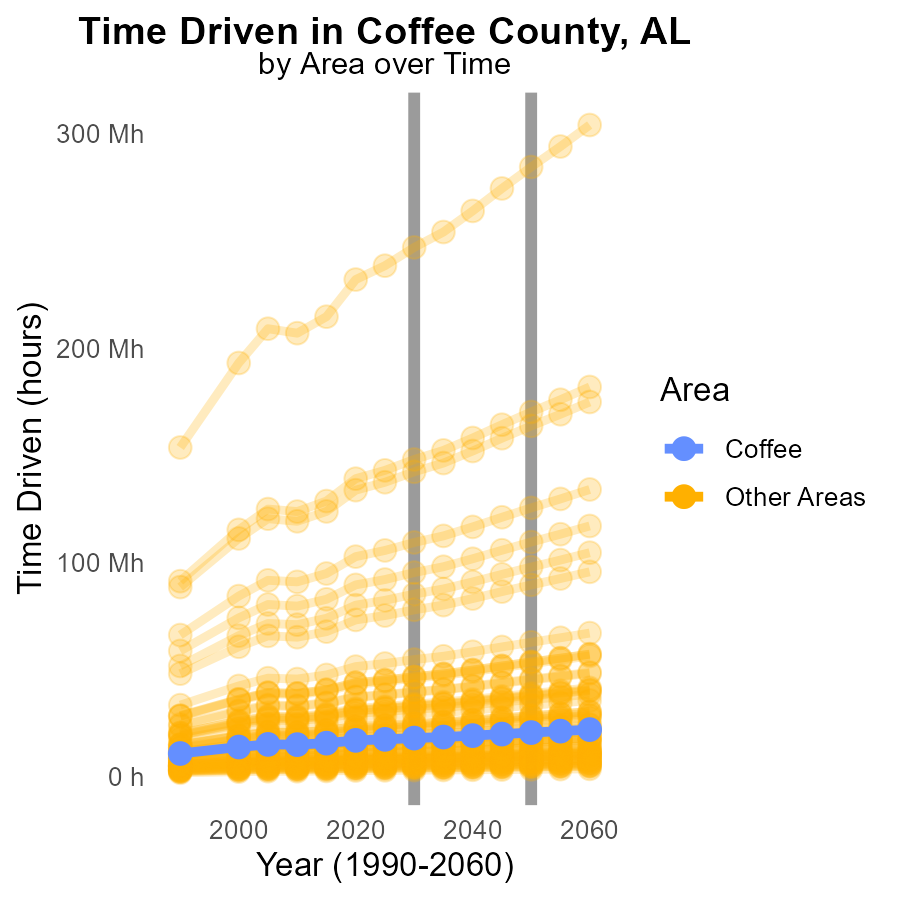 Time Driven in Coffee County, AL
by Area over Time
300 Mh
200 Mh
100 Mh
0 h
Time Driven (hours)
2000
2020
2040
2060
Year (1990-2060)
Area
Coffee
Other Areas